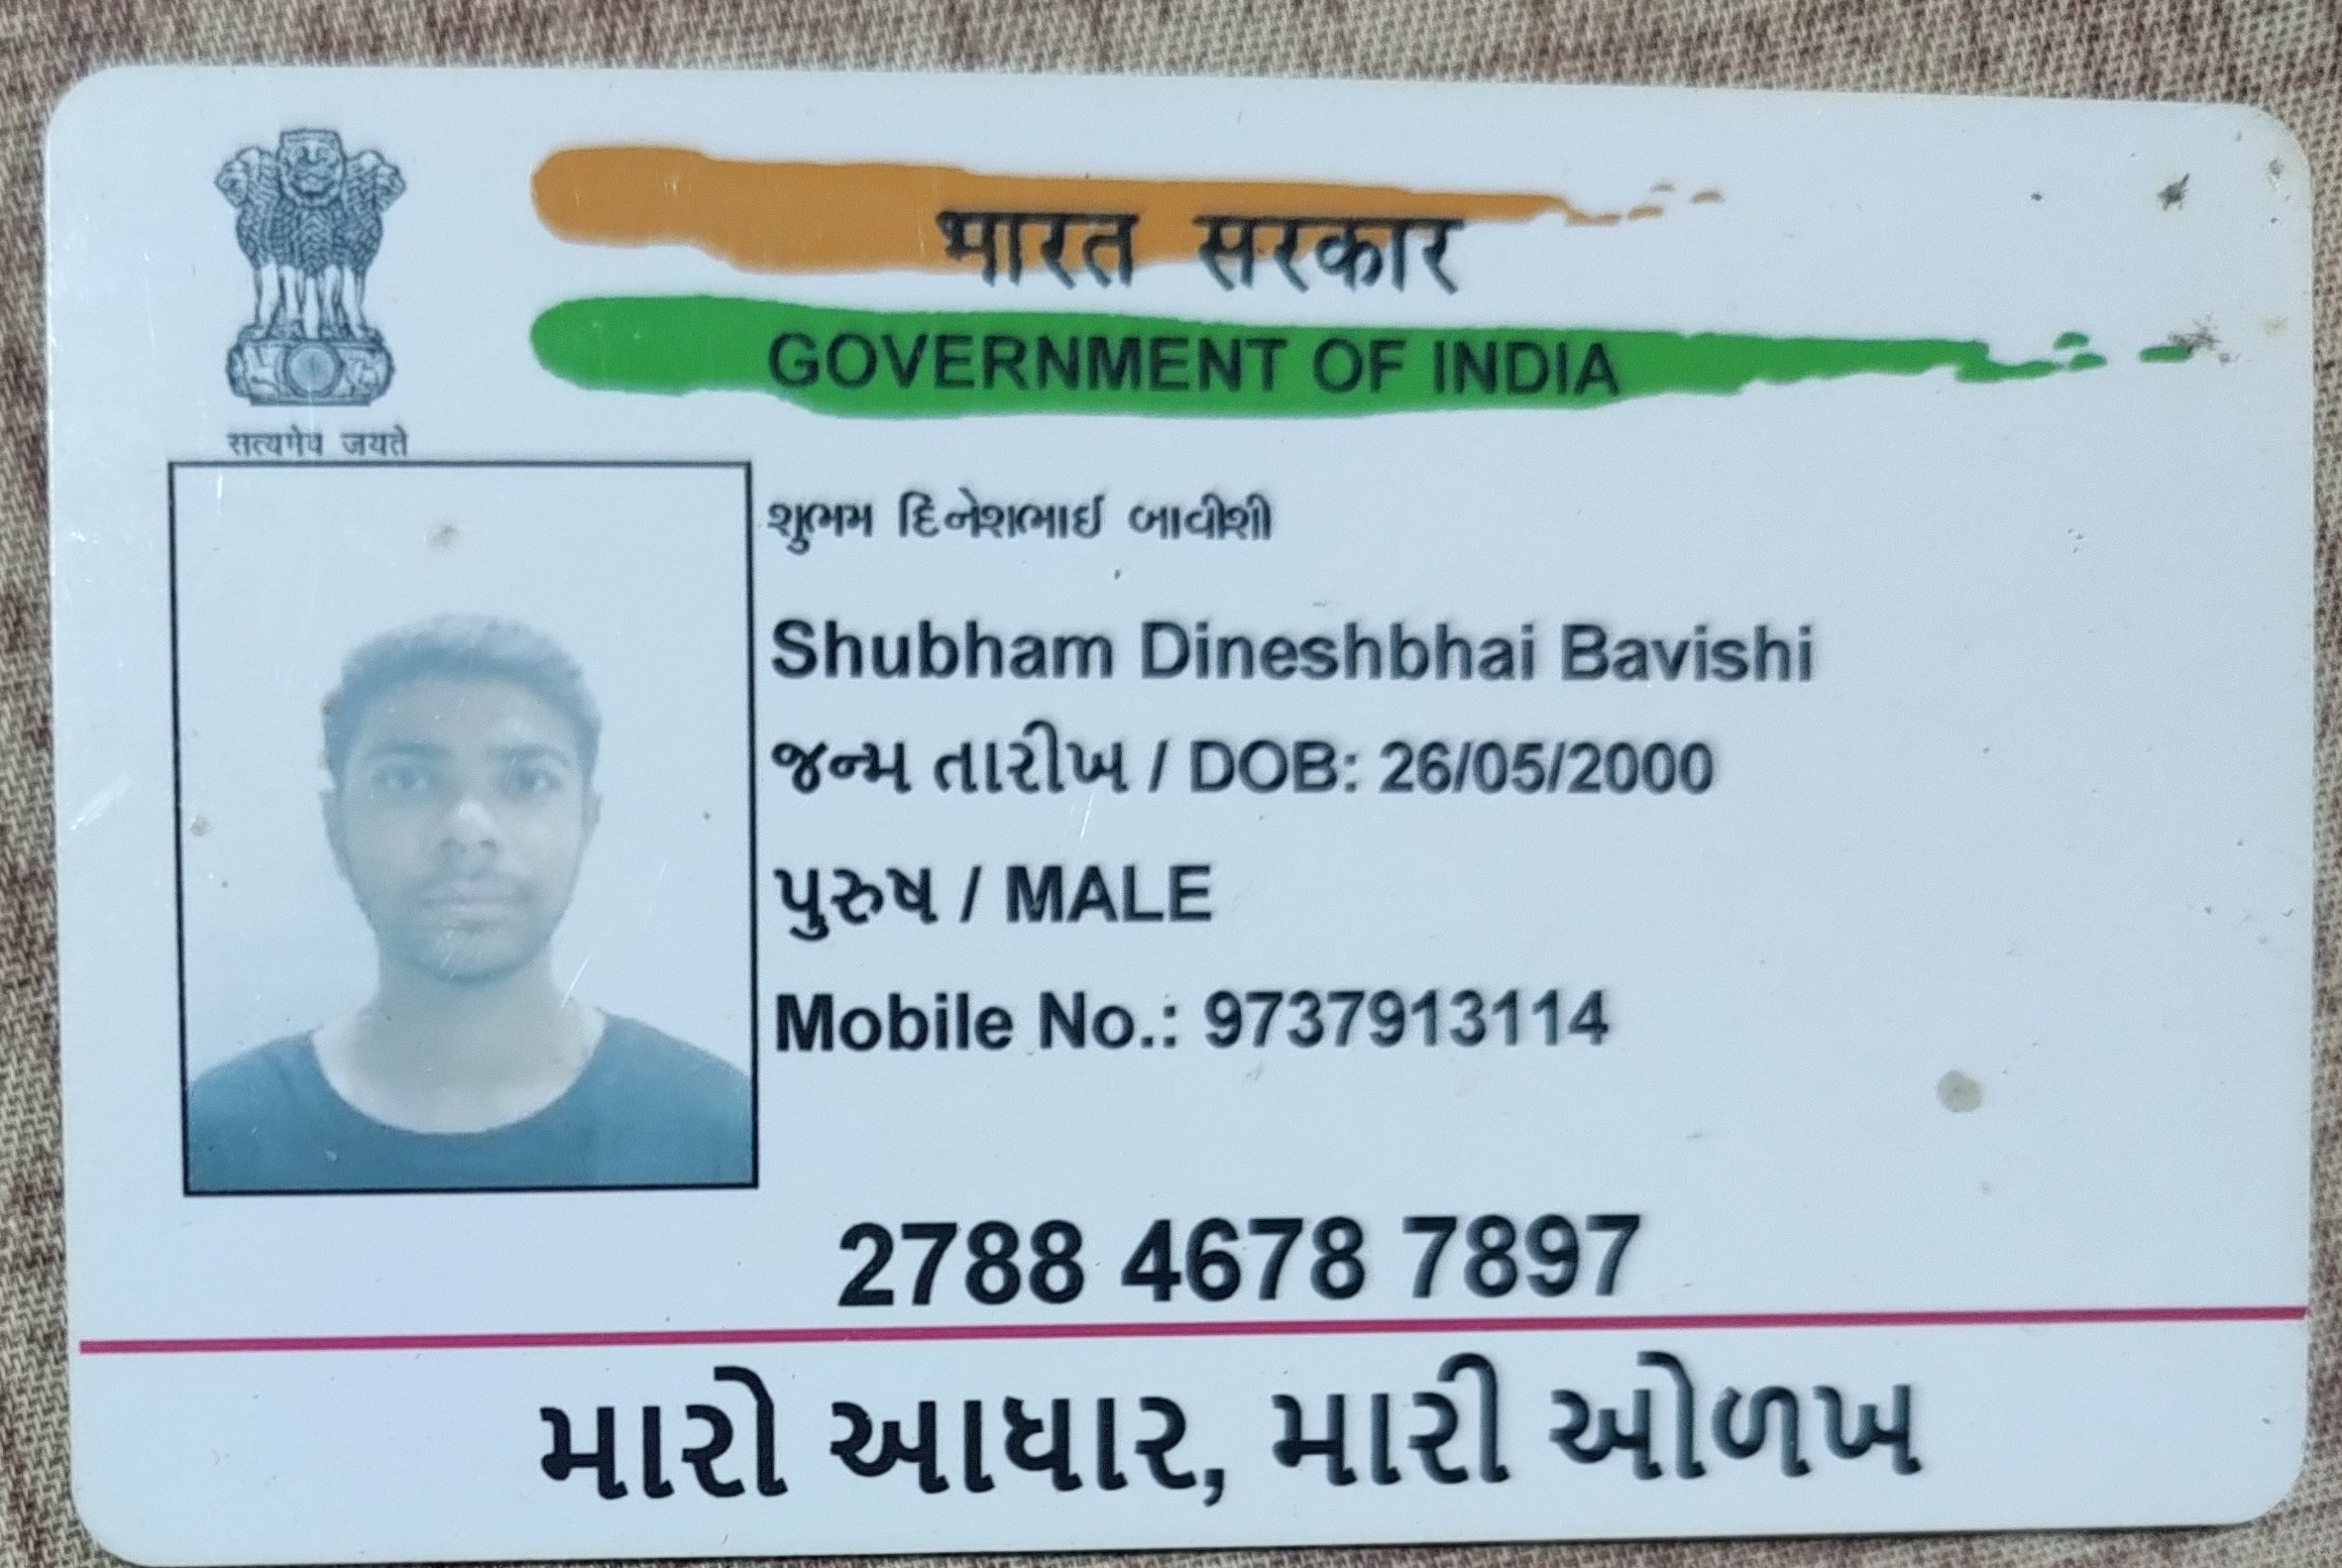 भारत सरकार
GOVERNMENT OF INDIA
सत्यमेव जयते
શુભમ દિનેશભાઈ બાવીશી
Shubham Dineshbhai Bavishi
જન્મ તારીખ / DOB: 26/05/2000
પુરુષ / MALE
Mobile No.: 9737913114
2788 4678 7897
મારો આધાર, મારી ઓળખ